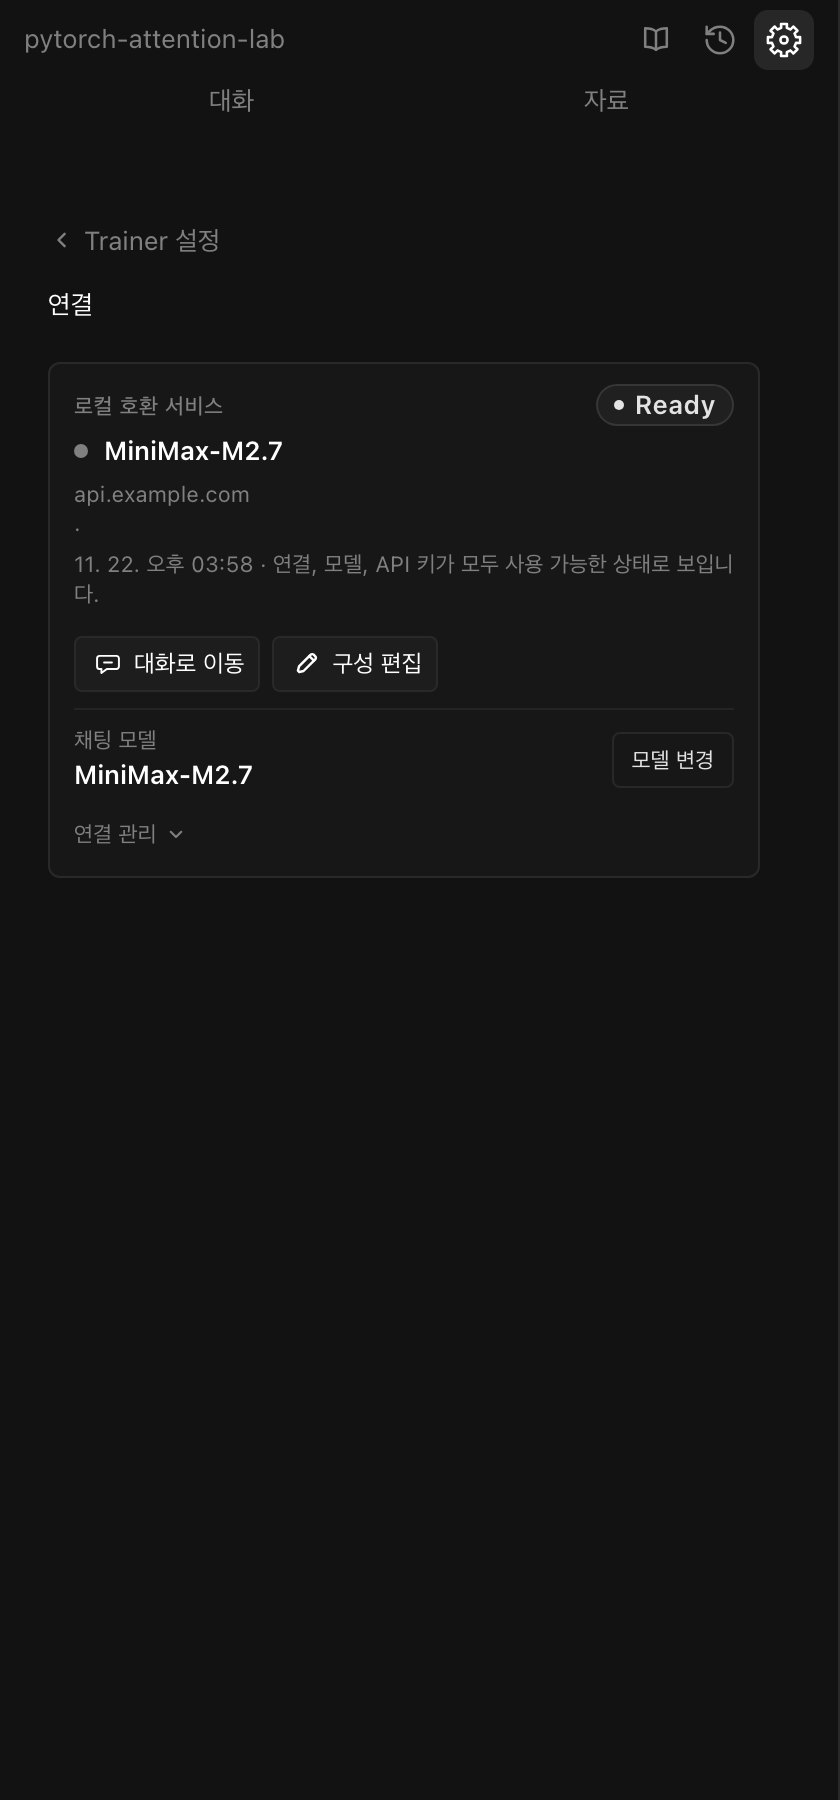 pytorch-attention-lab
대화
자료
Trainer 설정
연결
로컬 호환 서비스
Ready
MiniMax-M2.7
api.example.com
·
11. 22. 오후 03:58 · 연결, 모델, API 키가 모두 사용 가능한 상태로 보입니
다.
대화로 이동
구성 편집
채팅 모델
MiniMax-M2.7
모델 변경
연결 관리